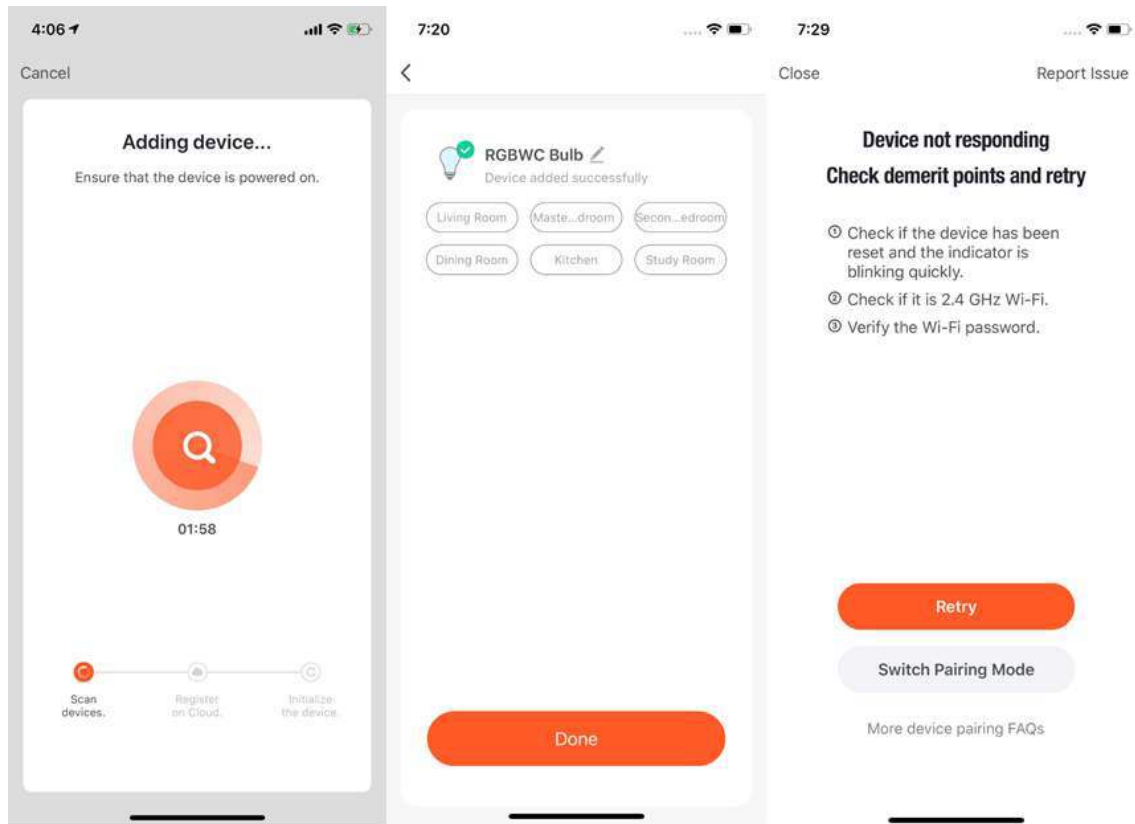 4:06
Cancel
Adding device...
Ensure that the device is powered on.
01:58
Scan
devices.
Register
on Cloud.
Initialize
the device.
7:20
RGBWC Bulb
Device added successfully
Living Room
Maste...droom
Secon...edroom
Dining Room
Kitchen
Study Room
Done
7:29
Close
Report Issue
Device not responding
Check demerit points and retry
① Check if the device has been
reset and the indicator is
blinking quickly.
② Check if it is 2.4 GHz Wi-Fi.
③ Verify the Wi-Fi password.
Retry
Switch Pairing Mode
More device pairing FAQs